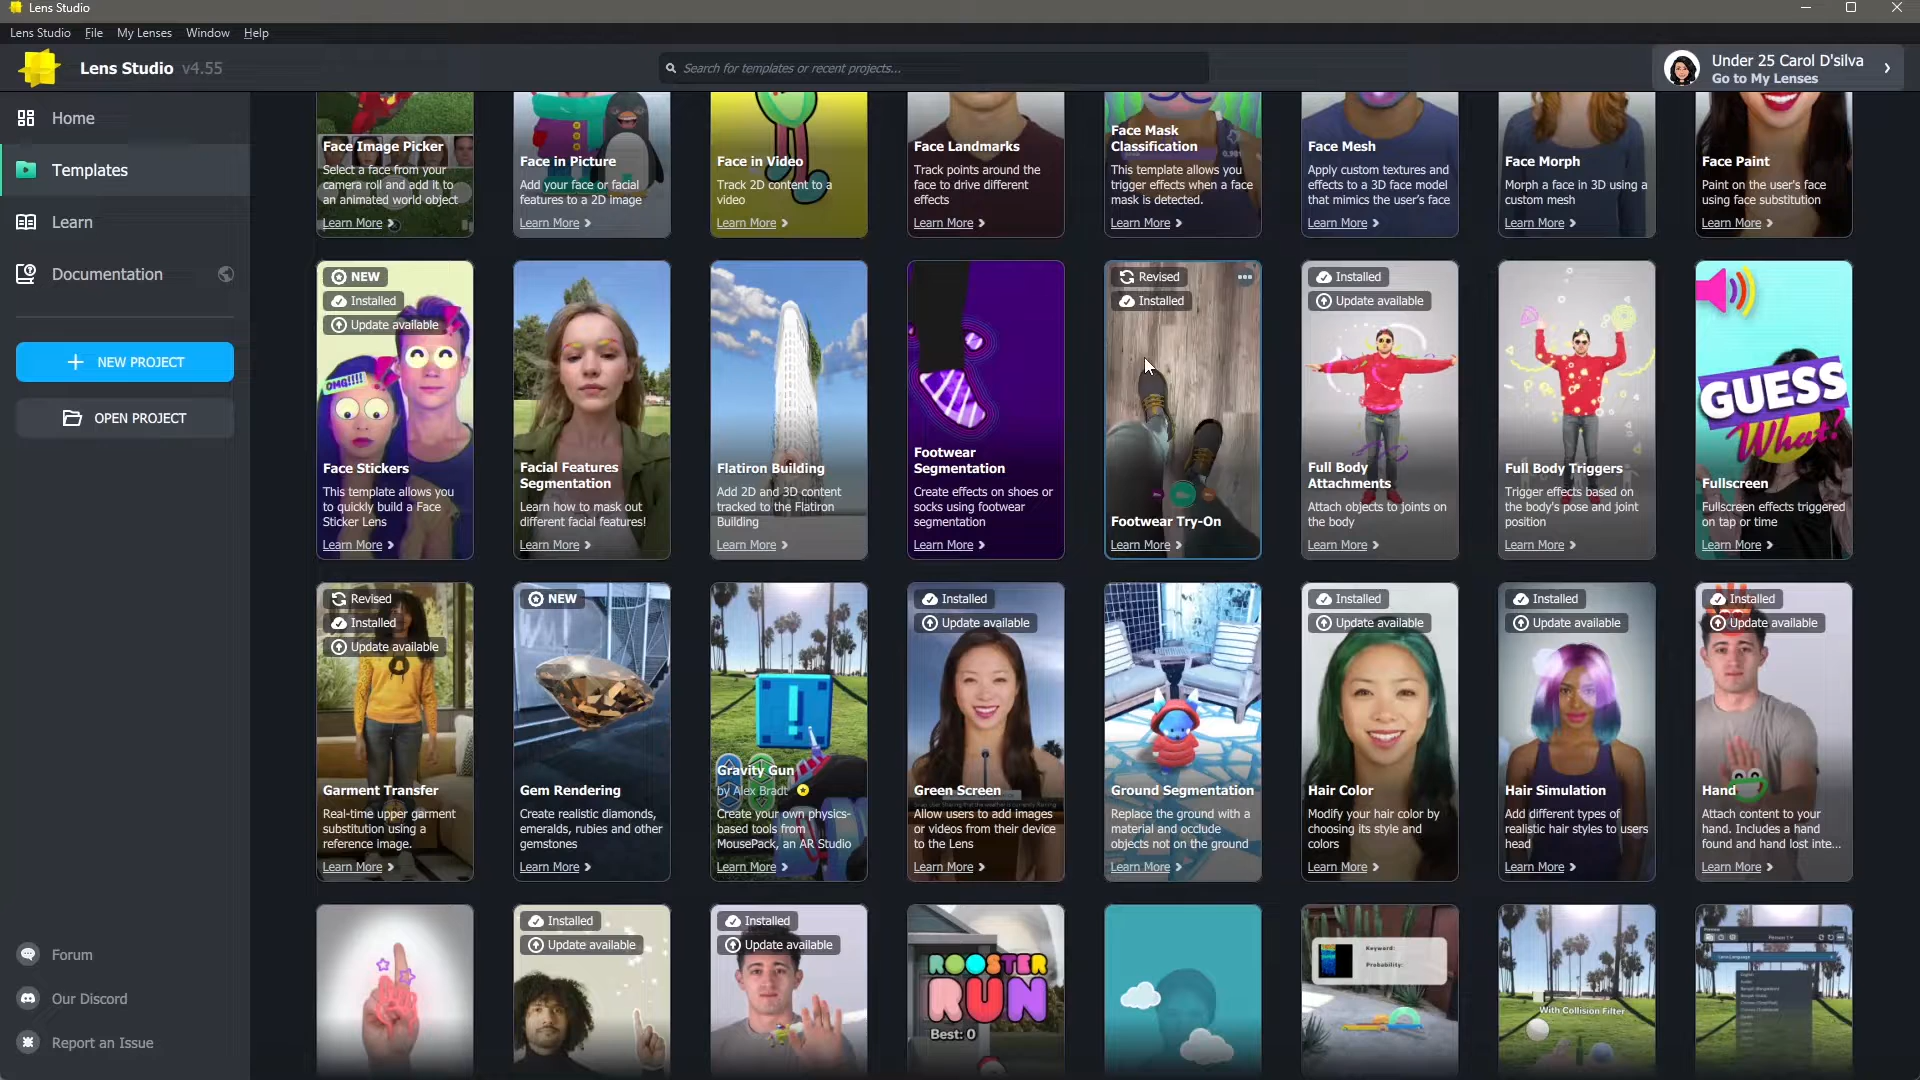 Lens Studio
Lens Studio File My Lenses Window Help
Lens Studio v4.55
Search for templates or recent projects...
Under 25 Carol D'silva
Go to My Lenses
Home
Templates
Learn
Documentation
NEW PROJECT
OPEN PROJECT
Forum
Our Discord
Report an Issue
Face Image Picker
Select a face from your
camera roll and add it to
an animated world object
Learn More
Face in Picture
Add your face or facial
features to a 2D image
Learn More
Face in Video
Track 2D content to a
video
Learn More
Face Landmarks
Track points around the
face to drive different
effects
Learn More
Face Mask
Classification
This template allows you
trigger effects when a face
mask is detected.
Learn More
Face Mesh
Apply custom textures and
effects to a 3D face model
that mimics the user's face
Learn More
Face Morph
Morph a face in 3D using a
custom mesh
Learn More
Face Paint
Paint on the user's face
using face substitution
Learn More
NEW
Installed
Update available
OMG!!!!
Face Stickers
This template allows you
to quickly build a Face
Sticker Lens
Learn More
Facial Features
Segmentation
Learn how to mask out
different facial features!
Learn More
Flatiron Building
Add 2D and 3D content
tracked to the Flatiron
Building
Learn More
Footwear
Segmentation
Create effects on shoes or
socks using footwear
segmentation
Learn More
Revised
Installed
Footwear Try-On
Learn More
Installed
Update available
Full Body
Attachments
Attach objects to joints on
the body
Learn More
Full Body Triggers
Trigger effects based on
the body's pose and joint
position
Learn More
GUESS
What?
Fullscreen
Fullscreen effects triggered
on tap or time
Learn More
Revised
Installed
Update available
Garment Transfer
Real-time upper garment
substitution using a
reference image.
Learn More
NEW
Gem Rendering
Create realistic diamonds,
emeralds, rubies and other
gemstones
Learn More
Gravity Gun
by Alex Bradt
Create your own physics-
based tools from
MousePack, an AR Studio
Learn More
Installed
Update available
Green Screen
Allow users to add images
or videos from their device
to the Lens
Learn More
Ground Segmentation
Replace the ground with a
material and occlude
objects not on the ground
Learn More
Installed
Update available
Hair Color
Modify your hair color by
choosing its style and
colors
Learn More
Installed
Update available
Hair Simulation
Add different types of
realistic hair styles to users
head
Learn More
Installed
Update available
Hand
Attach content to your
hand. Includes a hand
found and hand lost inte...
Learn More
Installed
Update available
Installed
Update available
ROOSTER
RUN
Best: 0
Keyword:
Probability:
With Collision Filter